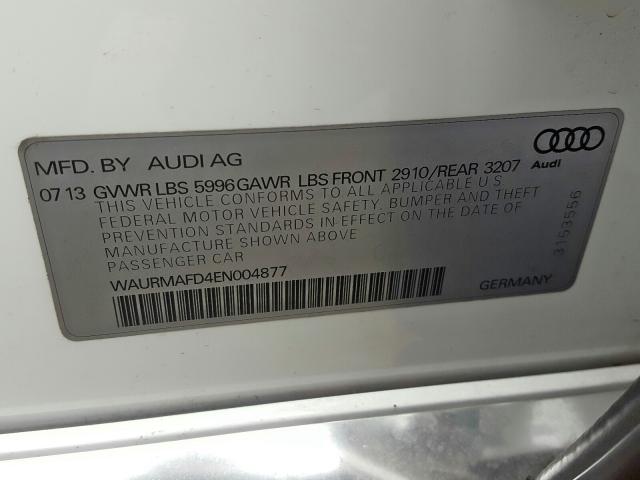 MFD. BY AUDI AG
Audi
07 13 GVWR LBS 5996 GAWR LBS FRONT 2910/REAR 3207
THIS VEHICLE CONFORMS TO ALL APPLICABLE U S
FEDERAL MOTOR VEHICLE SAFETY, BUMPER AND THEFT
PREVENTION STANDARDS IN EFFECT ON THE DATE OF
MANUFACTURE SHOWN ABOVE
PASSENGER CAR
3153556
WAURMAFD4EN004877
GERMANY